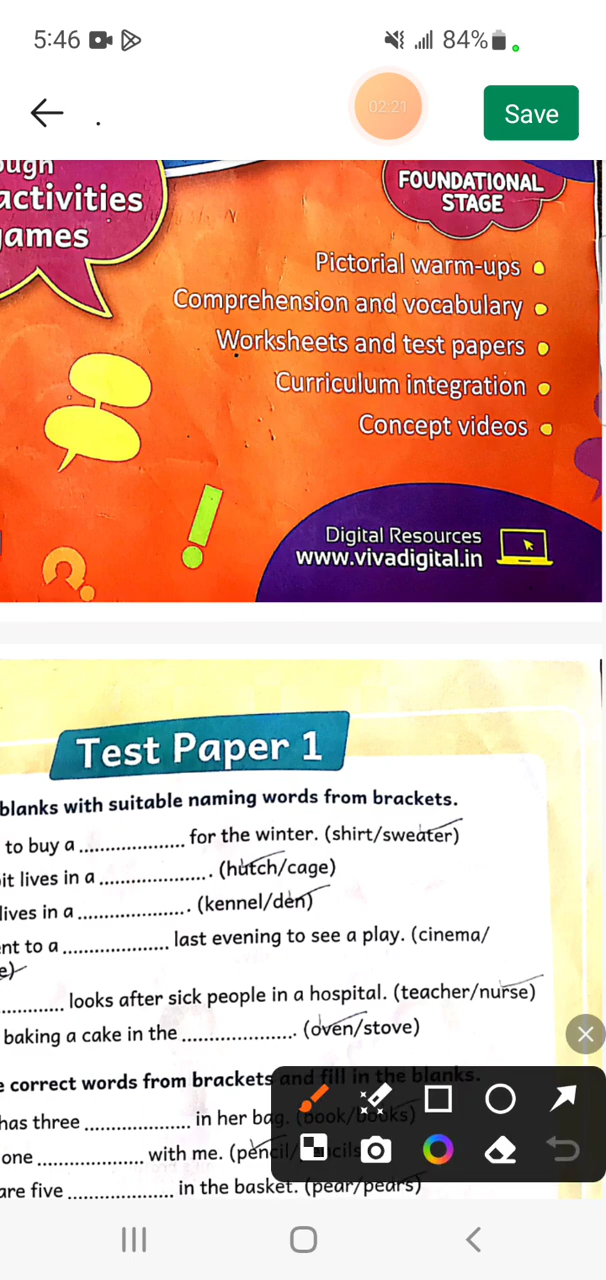 5:46 84%
02:21
Save
ough
activities
games
FOUNDATIONAL
STAGE
Pictorial warm-ups
Comprehension and vocabulary
Worksheets and test papers
Curriculum integration
Concept videos
Digital Resources
www.vivadigital.in
Test Paper 1
blanks with suitable naming words from brackets.
to buy a .................. for the winter. (shirt/sweater)
it lives in a .................. . (hutch/cage)
lives in a .................. . (kennel/den)
nt to a .................. last evening to see a play. (cinema/
e)
............ looks after sick people in a hospital. (teacher/nurse)
baking a cake in the .................. . (oven/stove)
e correct words from brackets and fill in the blanks.
has three .................. in her bag. (book/books)
one .................. with me. (pencil/pencils
are five .................. in the basket. (pear/pears)